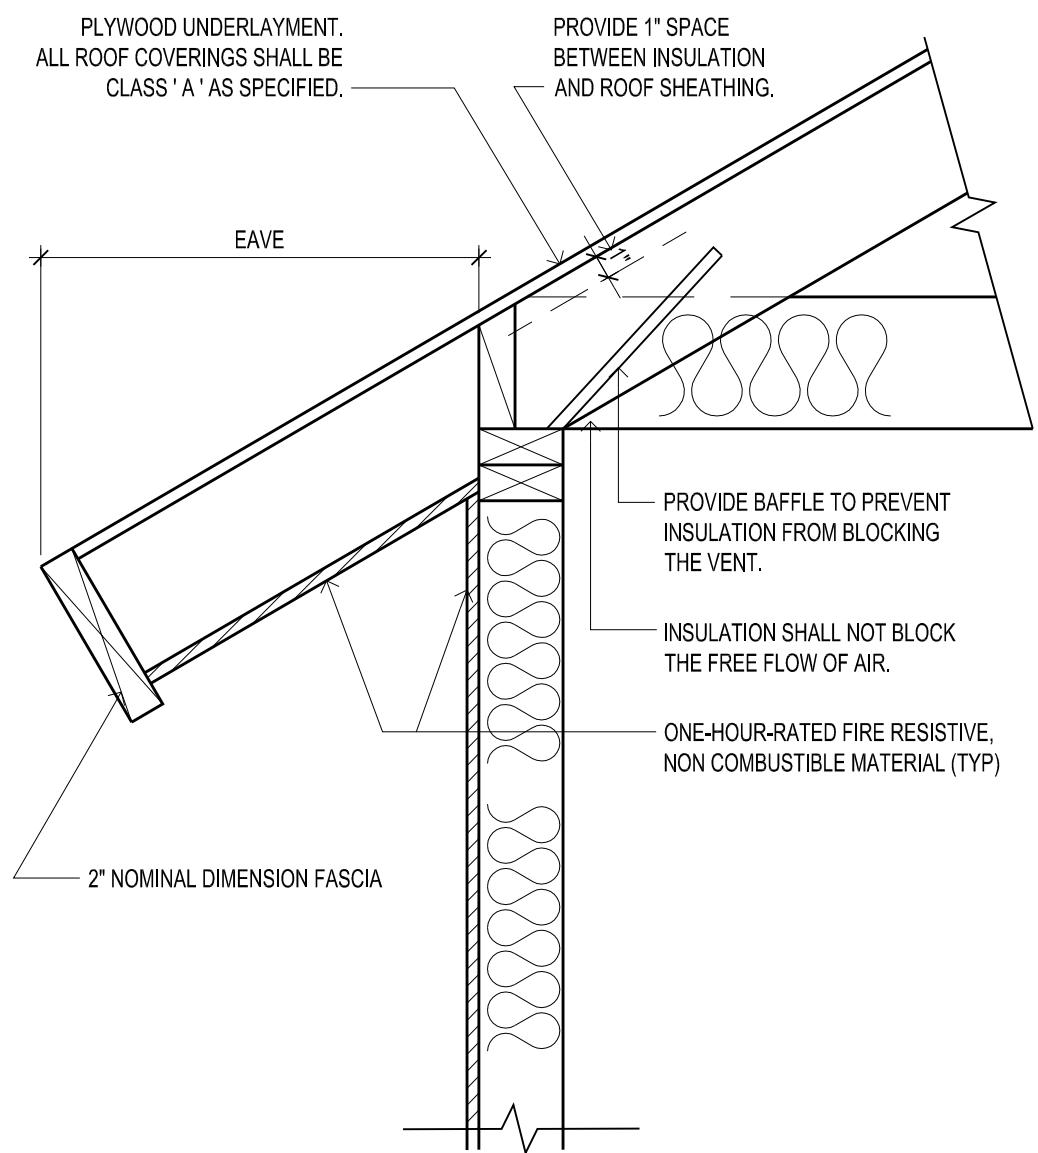 PLYWOOD UNDERLAYMENT.
ALL ROOF COVERINGS SHALL BE
CLASS ' A ' AS SPECIFIED.
PROVIDE 1" SPACE
BETWEEN INSULATION
AND ROOF SHEATHING.
EAVE
1"
PROVIDE BAFFLE TO PREVENT
INSULATION FROM BLOCKING
THE VENT.
INSULATION SHALL NOT BLOCK
THE FREE FLOW OF AIR.
ONE-HOUR-RATED FIRE RESISTIVE,
NON COMBUSTIBLE MATERIAL (TYP)
2" NOMINAL DIMENSION FASCIA